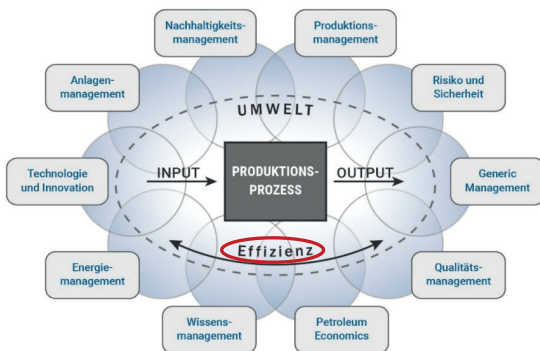 Nachhaltigkeits-
management
Produktions-
management
Anlagen-
management
Risiko und
Sicherheit
UMWELT
Technologie
und Innovation
INPUT
PRODUKTIONS-
PROZESS
OUTPUT
Generic
Management
Effizienz
Energie-
management
Qualitäts-
management
Wissens-
management
Petroleum
Economics